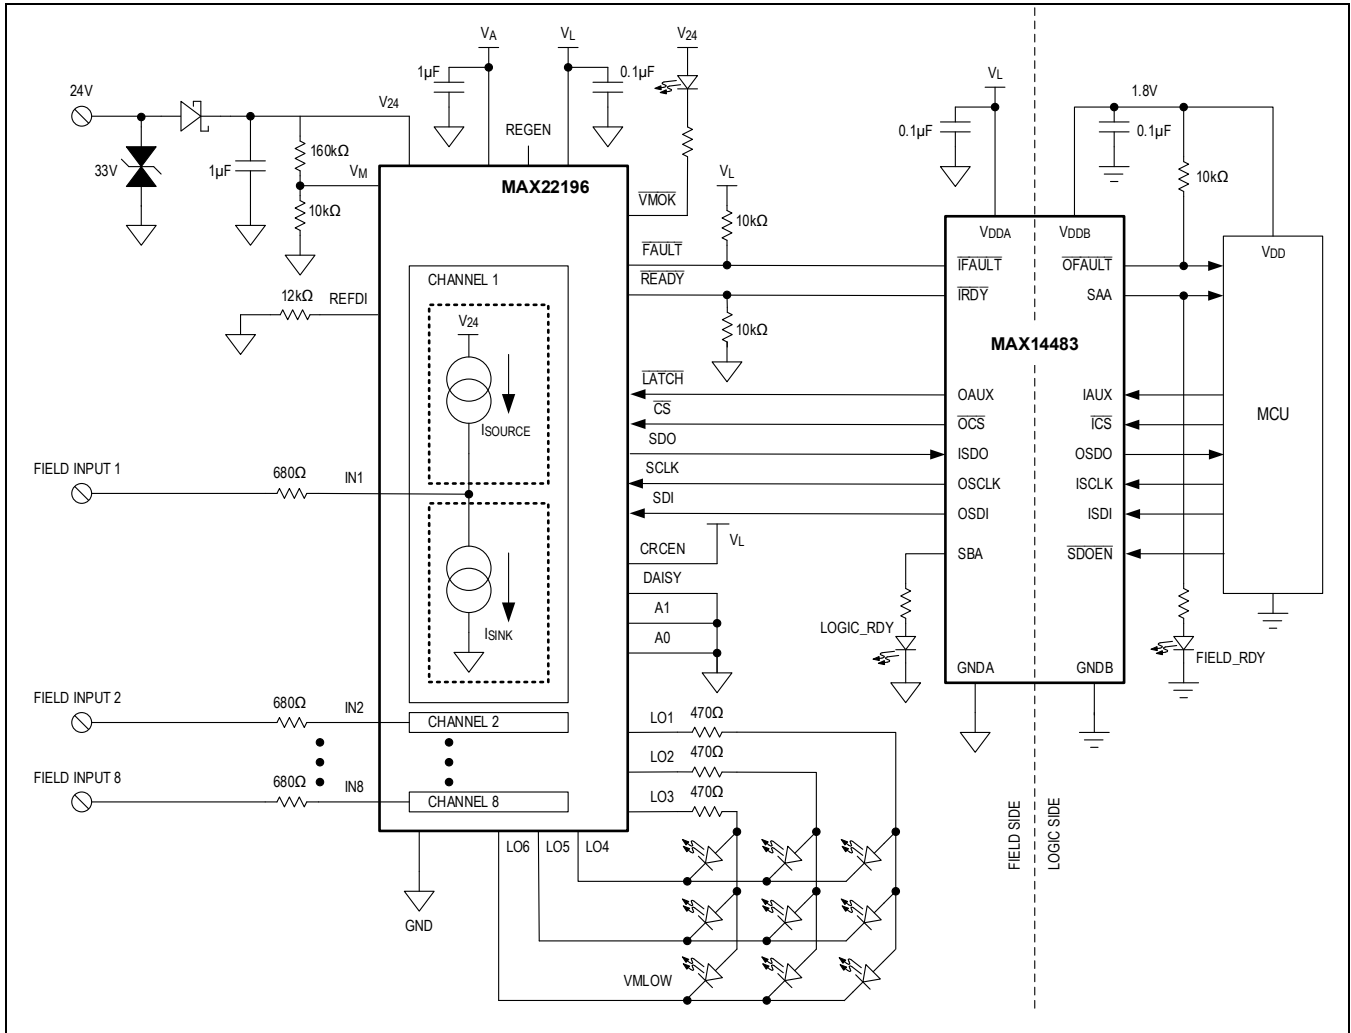 VA
VL
V24
1µF
0.1µF
24V
V24
REGEN
VL
1.8V
0.1µF
0.1µF
33V
1µF
160kΩ
VM
10kΩ
MAX22196
VMOK
VL
10kΩ
10kΩ
FAULT
READY
10kΩ
VDDA
VDDB
VDD
IFAULT
OFAULT
IRDY
SAA
MAX14483
12kΩ
REFDI
CHANNEL 1
V24
ISOURCE
LATCH
CS
SDO
SCLK
SDI
OAUX
IAUX
OCS
ICS
ISDO
OSDO
OSCLK
ISCLK
OSDI
ISDI
SBA
SDOEN
MCU
FIELD INPUT 1
680Ω
IN1
VL
CRCEN
DAISY
A1
A0
ISINK
LOGIC_RDY
FIELD_RDY
GNDA
GNDB
FIELD INPUT 2
680Ω
IN2
CHANNEL 2
LO1
470Ω
LO2
470Ω
LO3
470Ω
FIELD INPUT 8
680Ω
IN8
CHANNEL 8
LO6
LO5
LO4
GND
VMLOW
FIELD SIDE
LOGIC SIDE